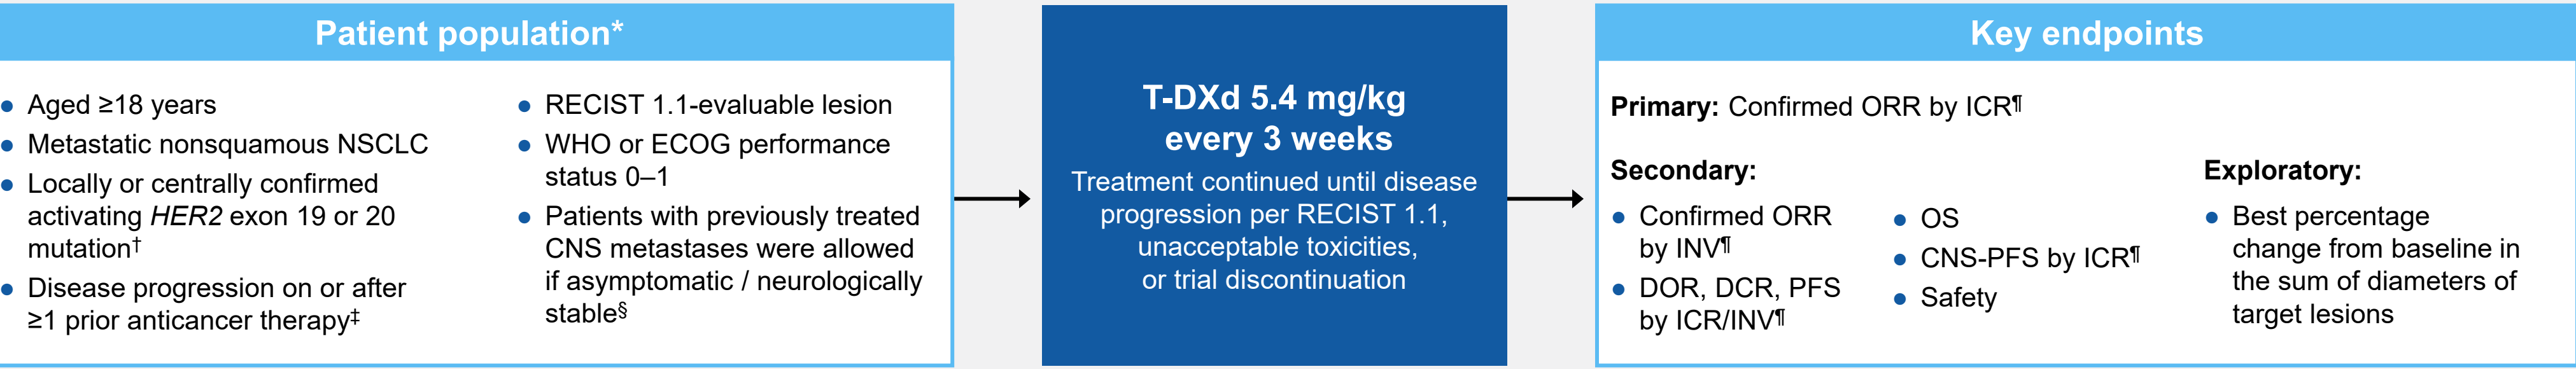 Patient population*
● Aged ≥18 years
● Metastatic nonsquamous NSCLC
● Locally or centrally confirmed
activating HER2 exon 19 or 20
mutation†
● Disease progression on or after
≥1 prior anticancer therapy‡
● RECIST 1.1-evaluable lesion
● WHO or ECOG performance
status 0–1
● Patients with previously treated
CNS metastases were allowed
if asymptomatic / neurologically
stable§
T-DXd 5.4 mg/kg
every 3 weeks
Treatment continued until disease
progression per RECIST 1.1,
unacceptable toxicities,
or trial discontinuation
Key endpoints
Primary: Confirmed ORR by ICR¶
Secondary:
● Confirmed ORR
by INV¶
● DOR, DCR, PFS
by ICR/INV¶
● OS
● CNS-PFS by ICR¶
● Safety
Exploratory:
● Best percentage
change from baseline in
the sum of diameters of
target lesions